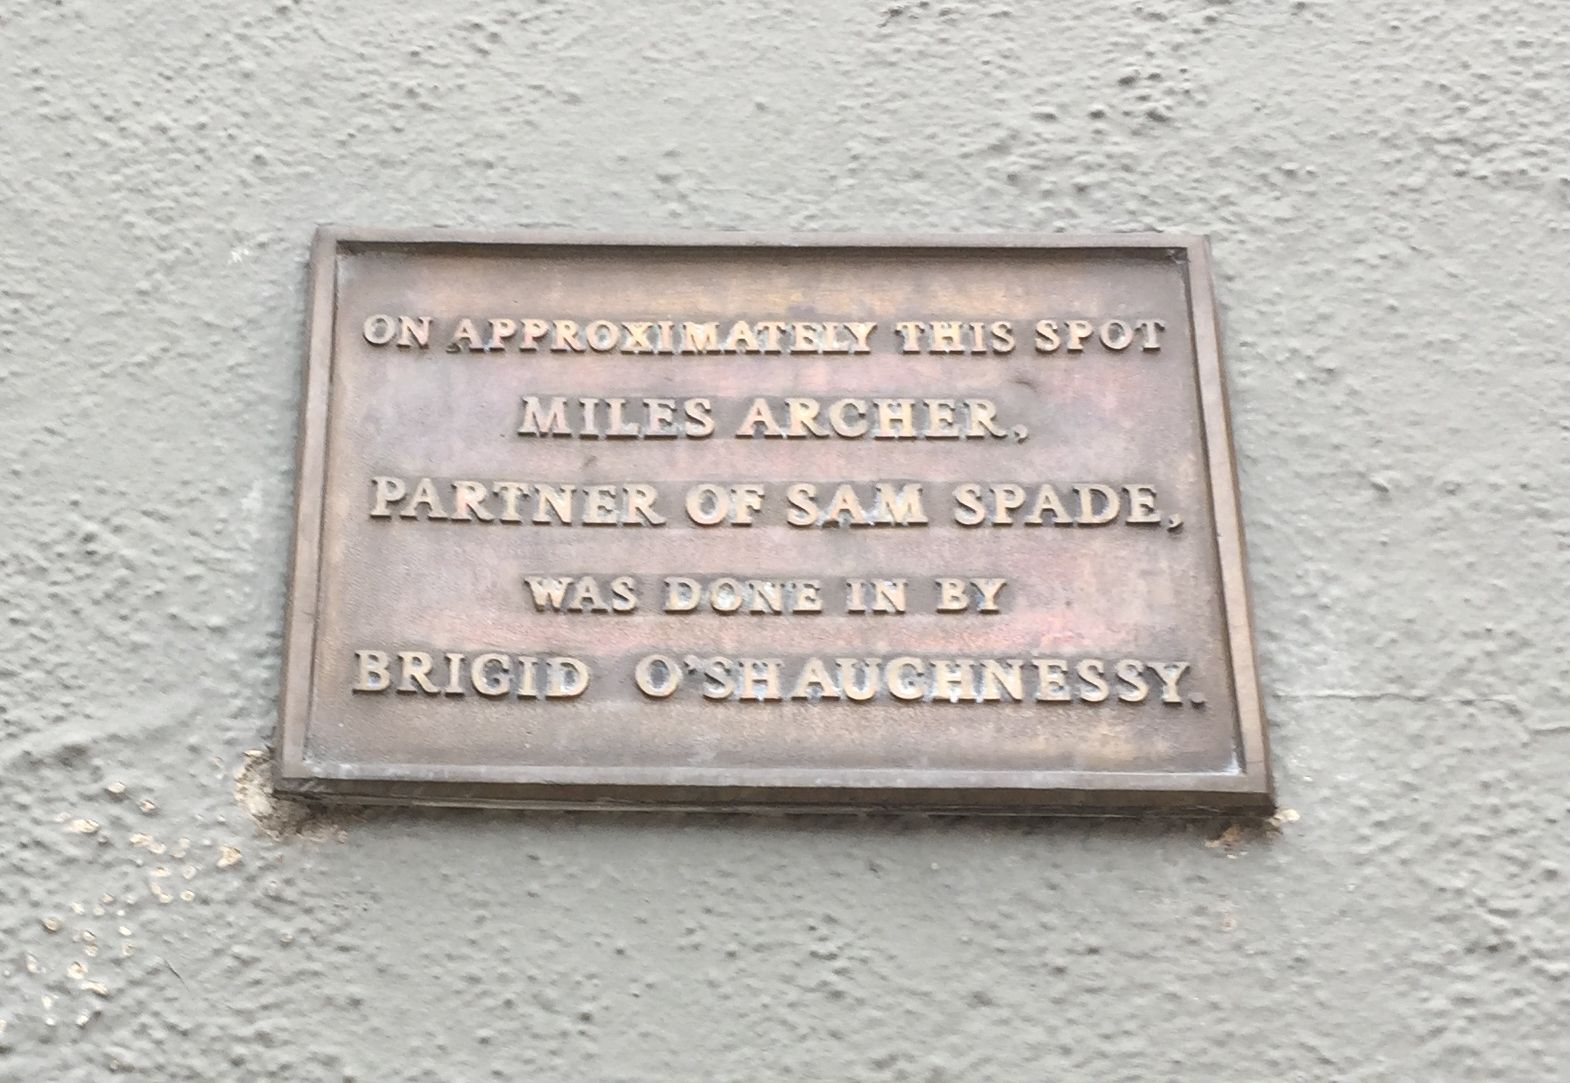 ON APPROXIMATELY THIS SPOT
MILES ARCHER,
PARTNER OF SAM SPADE,
WAS DONE IN BY
BRIGID O'SHAUGHNESSY.